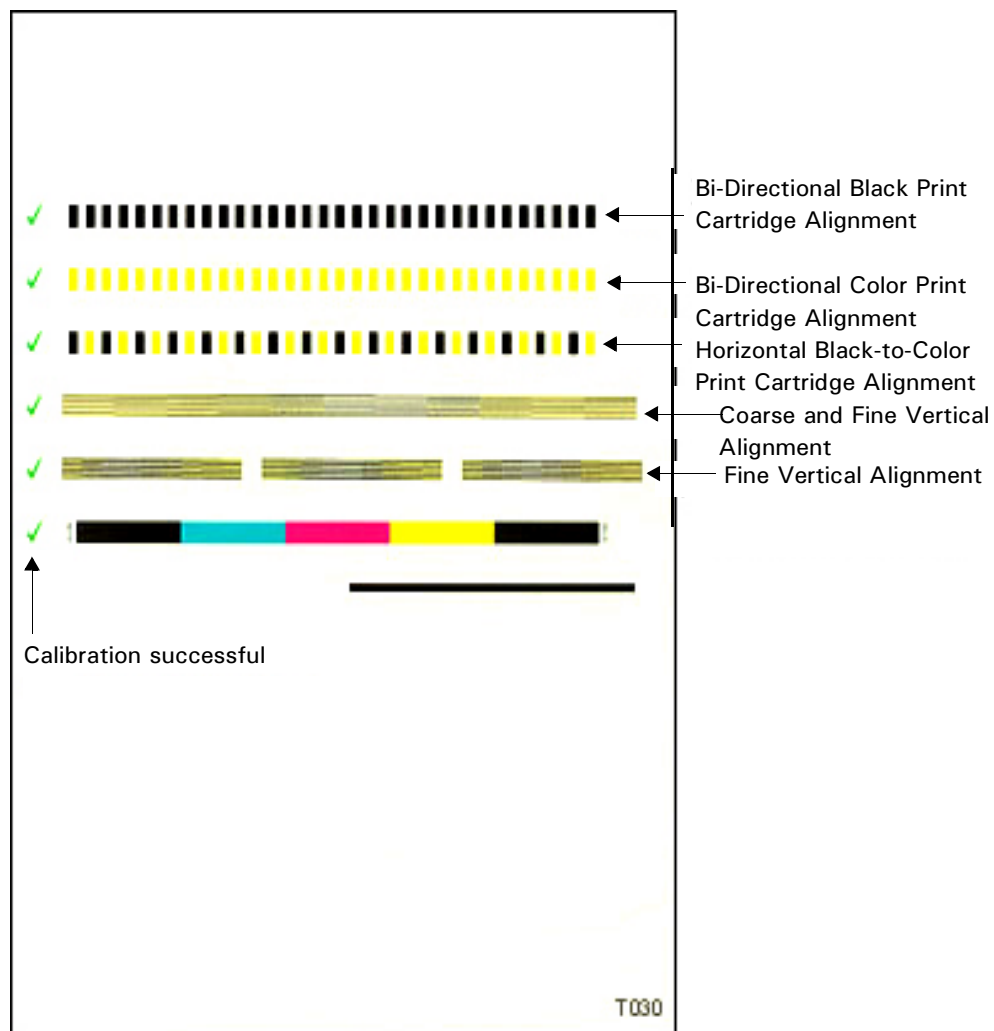 Bi-Directional Black Print
Cartridge Alignment
Bi-Directional Color Print
Cartridge Alignment
Horizontal Black-to-Color
Print Cartridge Alignment
Coarse and Fine Vertical
Alignment
Fine Vertical Alignment
Calibration successful
T030